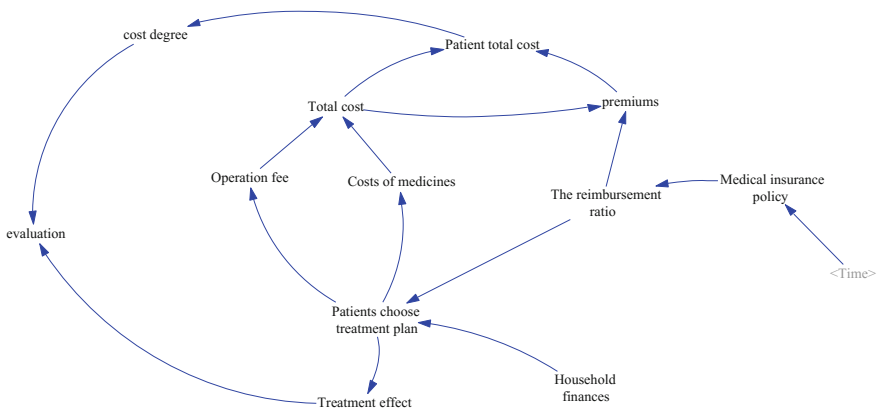 cost degree
Patient total cost
Total cost
premiums
Operation fee
Costs of medicines
The reimbursement
ratio
Medical insurance
policy
evaluation
<Time>
Patients choose
treatment plan
Household
finances
Treatment effect